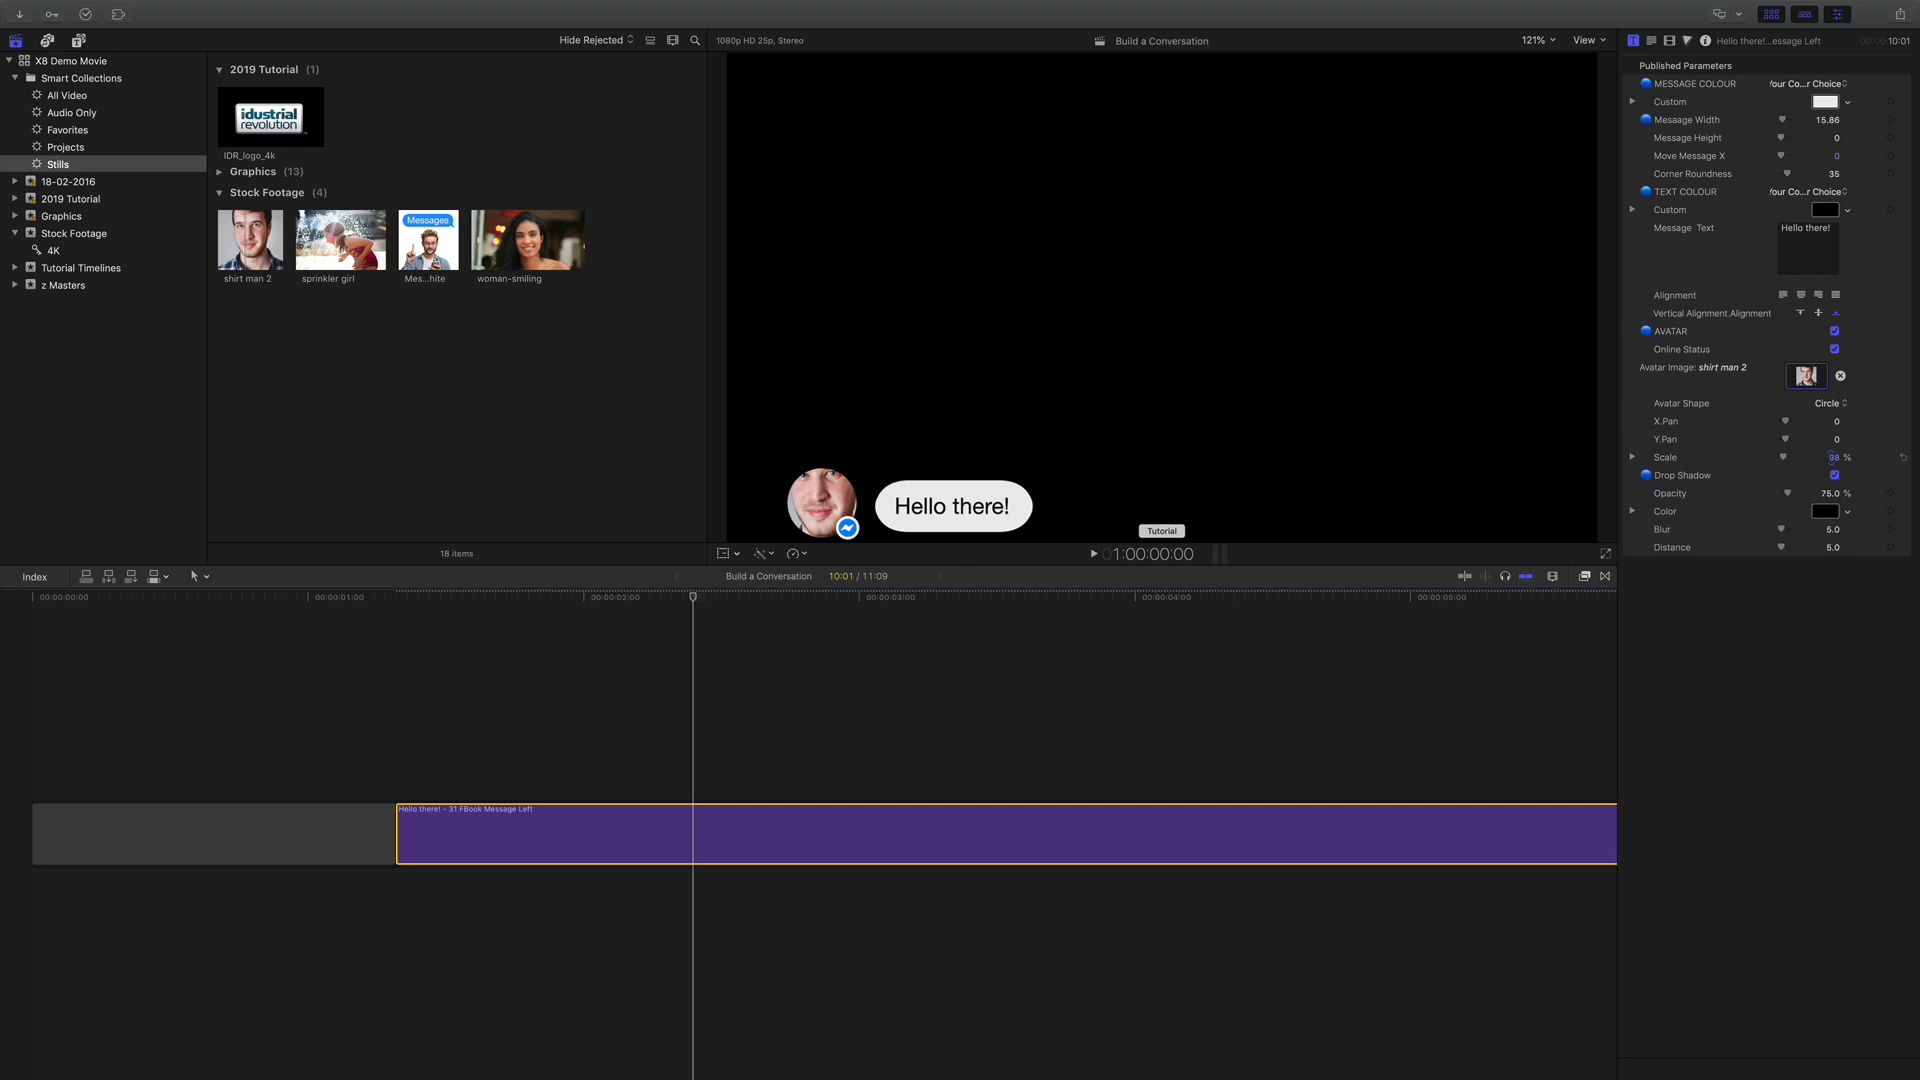 Hide Rejected
1080p HD 25p, Stereo
Build a Conversation
121%
View
Hello there!...essage Left
00:00:10:01
X8 Demo Movie
Smart Collections
All Video
Audio Only
Favorites
Projects
Stills
18-02-2016
2019 Tutorial
Graphics
Stock Footage
4K
Tutorial Timelines
z Masters
2019 Tutorial (1)
idustrial
revolution
IDR_logo_4k
Graphics (13)
Stock Footage (4)
Messages
shirt man 2
sprinkler girl
Mes...hite
woman-smiling
18 items
Hello there!
Tutorial
01:00:00:00
Published Parameters
MESSAGE COLOUR
Your Co...r Choice
Custom
Mesaage Width
15.86
Message Height
0
Move Message X
0
Corner Roundness
35
TEXT COLOUR
Your Co...r Choice
Custom
Message Text
Hello there!
Alignment
Vertical Alignment.Alignment
AVATAR
Online Status
Avatar Image: shirt man 2
Avatar Shape
Circle
X.Pan
0
Y.Pan
0
Scale
98 %
Drop Shadow
Opacity
75.0 %
Color
Blur
5.0
Distance
5.0
Index
Build a Conversation
10:01 / 11:09
00:00:00:00
00:00:01:00
00:00:02:00
00:00:03:00
00:00:04:00
00:00:05:00
Hello there! - 31 FBook Message Left